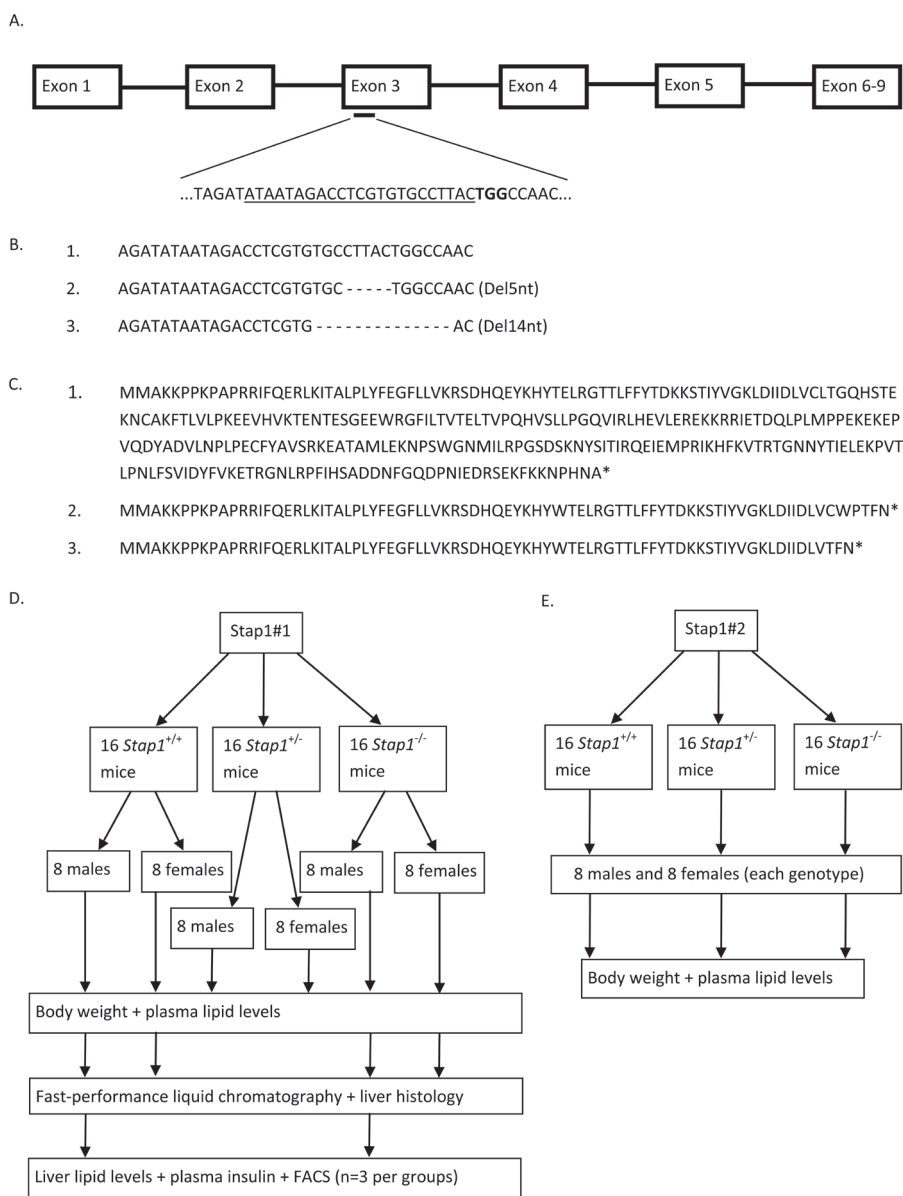 A.
Exon 1 Exon 2 Exon 3 Exon 4 Exon 5 Exon 6-9
...TAGATATAATAGACCTCGTGTGCCTTACTGGCCAAC...
B.
1. AGATATAATAGACCTCGTGTGCCTTACTGGCCAAC
2. AGATATAATAGACCTCGTGTGC - - - - -TGGCCAAC (Del5nt)
3. AGATATAATAGACCTCGTG - - - - - - - - - - - - - - AC (Del14nt)
C.
1. MMAKKPPKPAPRRIFQERLKITALPLYFEGFLLVKRSDHQEYKHYTELRGTTLFFYTDKKSTIYVGKLDIIDLVCLTGQHSTE
KNCAKFTLVLPKEEVHVKTENTESGEEWRGFILTVTELTVPQHVSLLPGQVIRLHEVLEREKKRRIETDQLPLMPPEKEKEP
VQDYADVLNPLPECFYAVSRKEATAMLEKNPSWGNMILRPGSDSKNYSITIRQEIEMPRIKHFKVTRTGNNYTIELEKPVT
LPNLFSVIDYFVKETRGNLRPFIHSADDNFGQDPNIEDRSEKFKKNPHNA*
2. MMAKKPPKPAPRRIFQERLKITALPLYFEGFLLVKRSDHQEYKHYWTELRGTTLFFYTDKKSTIYVGKLDIIDLVCWPTFN*
3. MMAKKPPKPAPRRIFQERLKITALPLYFEGFLLVKRSDHQEYKHYWTELRGTTLFFYTDKKSTIYVGKLDIIDLVTFN*
D.
Stap1#1
16 Stap1+/+ mice
16 Stap1+/- mice
16 Stap1-/- mice
8 males
8 females
8 males
8 females
8 males
8 females
Body weight + plasma lipid levels
Fast-performance liquid chromatography + liver histology
Liver lipid levels + plasma insulin + FACS (n=3 per groups)
E.
Stap1#2
16 Stap1+/+ mice
16 Stap1+/- mice
16 Stap1-/- mice
8 males and 8 females (each genotype)
Body weight + plasma lipid levels